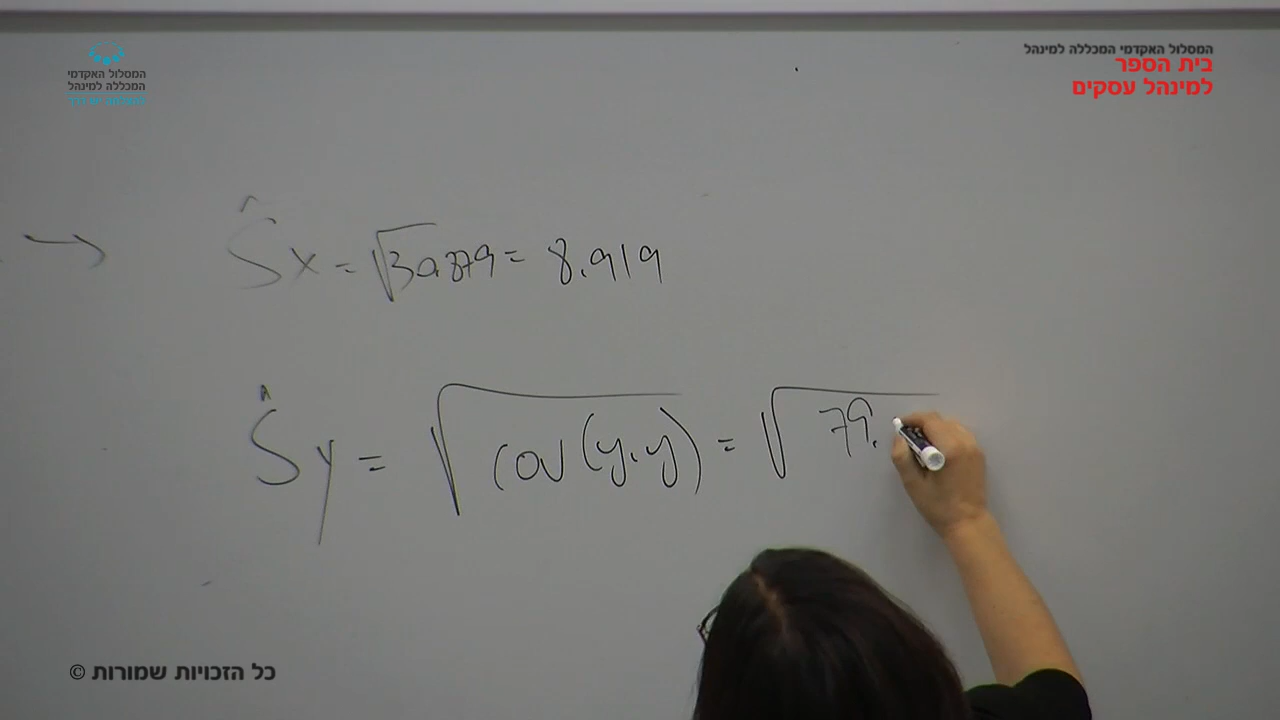 המסלול האקדמי המכללה למינהל
בית הספר
למינהל עסקים
המסלול האקדמי
המכללה למינהל
Ŝx = √30.879 = 8.919
Ŝy = √cov(y,y) = √79.
כל הזכויות שמורות ©